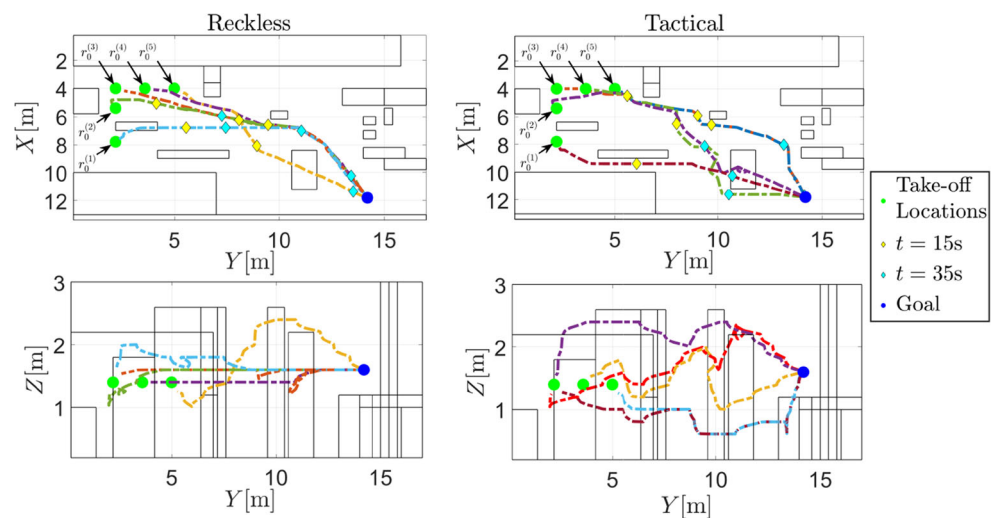 Reckless
Tactical
r_0^{(3)} r_0^{(4)} r_0^{(5)}
r_0^{(2)}
r_0^{(1)}
X[m]
2
4
6
8
10
12
5 10 15
Y[m]
r_0^{(3)} r_0^{(4)} r_0^{(5)}
r_0^{(2)}
r_0^{(1)}
X[m]
2
4
6
8
10
12
5 10 15
Y[m]
Z[m]
3
2
1
5 10 15
Y[m]
Z[m]
3
2
1
5 10 15
Y[m]
Take-off
Locations
t = 15s
t = 35s
Goal